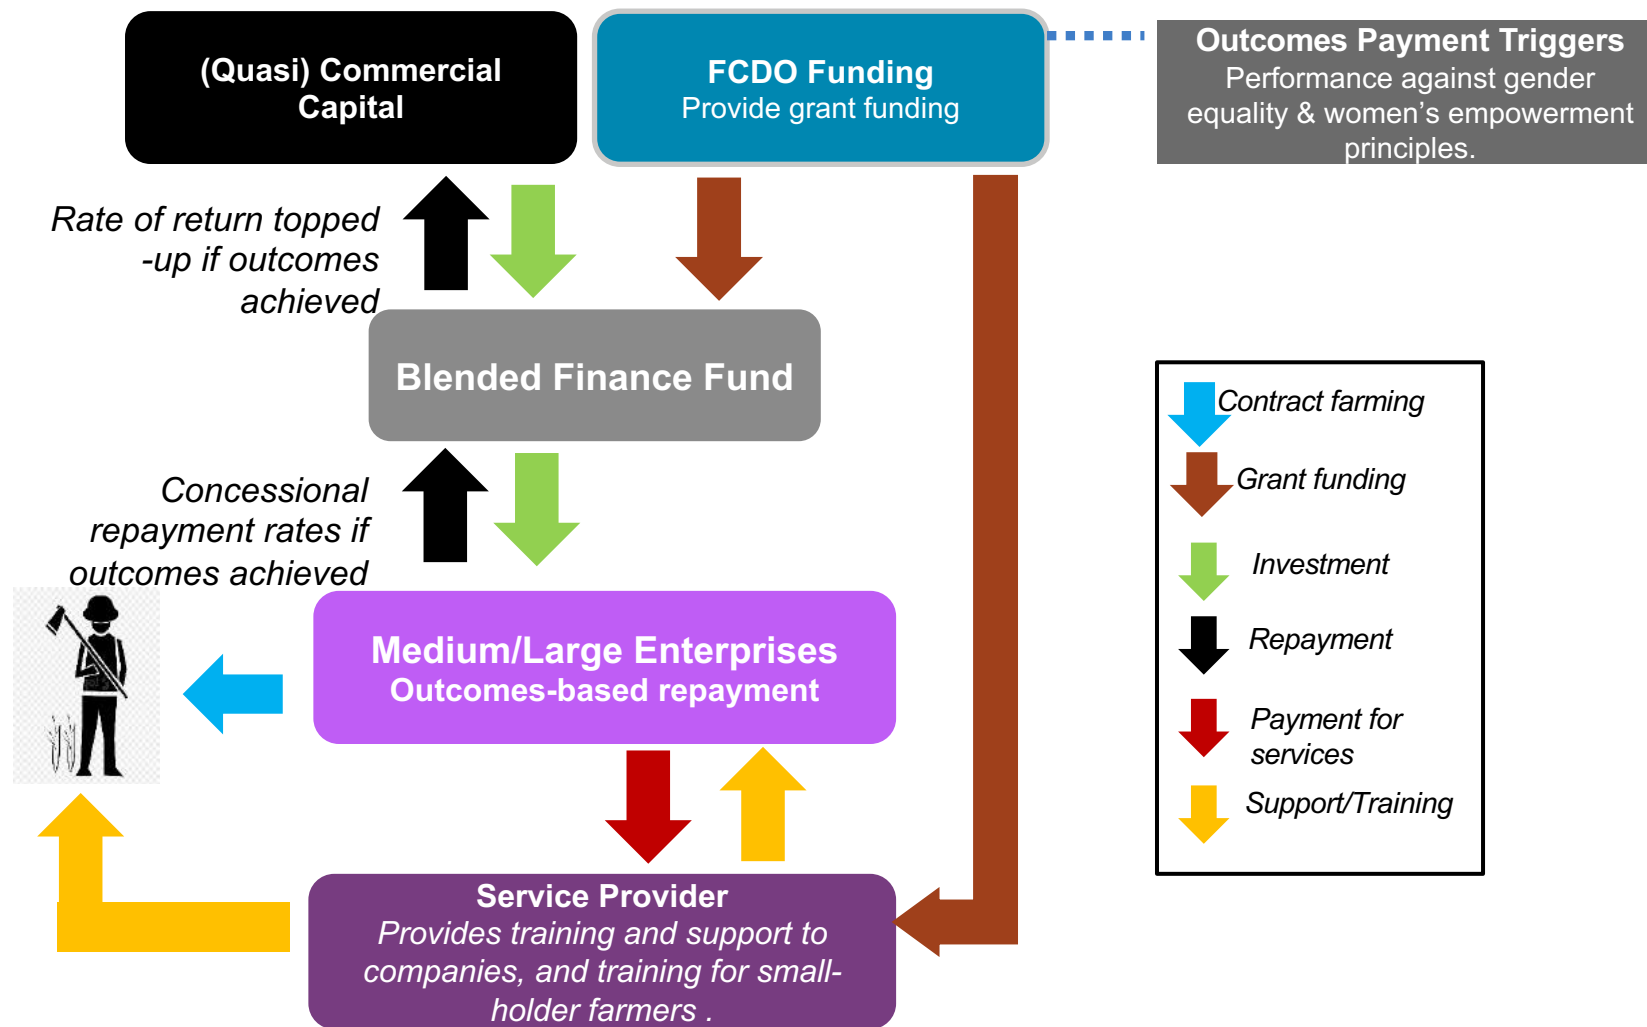 (Quasi) Commercial
Capital
FCDO Funding
Provide grant funding
Outcomes Payment Triggers
Performance against gender
equality & women’s empowerment
principles.
Rate of return topped
-up if outcomes
achieved
Blended Finance Fund
Concessional
repayment rates if
outcomes achieved
Medium/Large Enterprises
Outcomes-based repayment
Service Provider
Provides training and support to
companies, and training for small-
holder farmers .
Contract farming
Grant funding
Investment
Repayment
Payment for
services
Support/Training